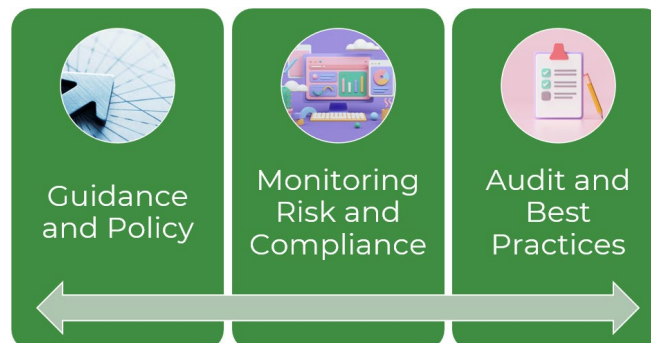 Guidance
and Policy
Monitoring
Risk and
Compliance
Audit and
Best
Practices